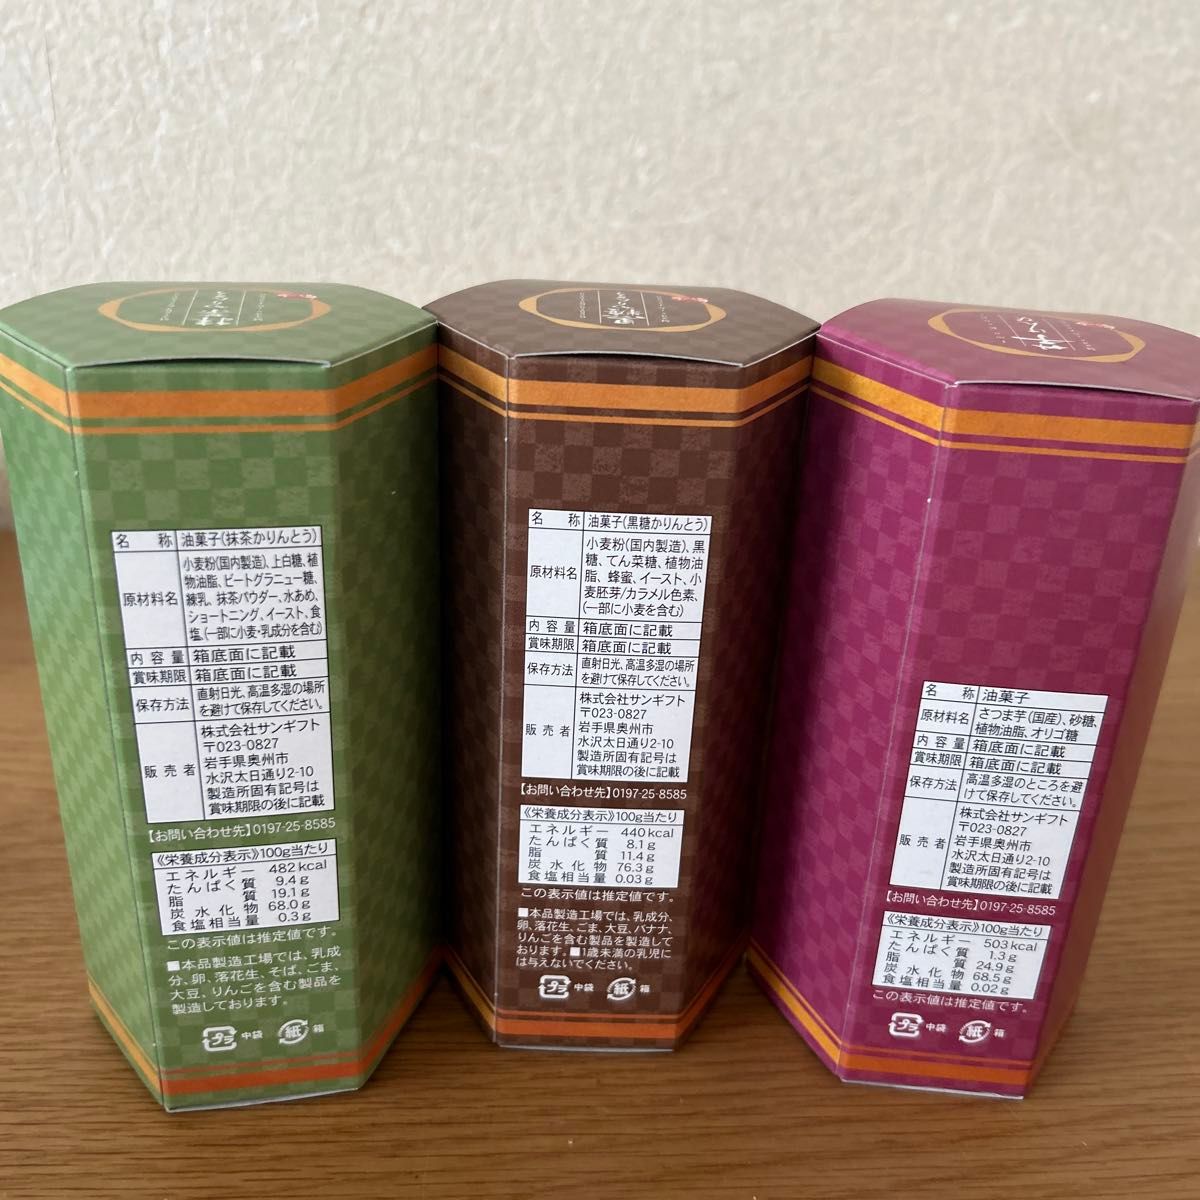 名称 油菓子(抹茶かりんとう)
原材料名 小麦粉(国内製造)、上白糖、植
物油脂、ビートグラニュー糖、
練乳、抹茶パウダー、水あめ、
ショートニング、イースト、食
塩、(一部に小麦・乳成分を含む)
内容量 箱底面に記載
賞味期限 箱底面に記載
保存方法 直射日光、高温多湿の場所
を避けて保存してください。
販売者 株式会社サンギフト
〒023-0827
岩手県奥州市
水沢太日通り2-10
製造所固有記号は
賞味期限の後に記載
【お問い合わせ先】0197-25-8585
《栄養成分表示》100g当たり
エネルギー 482kcal
たんぱく質 9.4g
脂質 19.1g
炭水化物 68.0g
食塩相当量 0.3g
この表示値は推定値です。
■本品製造工場では、乳成
分、卵、落花生、そば、ごま、
大豆、りんごを含む製品を
製造しております。
プラ 中袋 紙 箱
名称 油菓子(黒糖かりんとう)
原材料名 小麦粉(国内製造)、黒
糖、てん菜糖、植物油
脂、蜂蜜、イースト、小
麦胚芽/カラメル色素、
(一部に小麦を含む)
内容量 箱底面に記載
賞味期限 箱底面に記載
保存方法 直射日光、高温多湿の場所
を避けて保存してください。
販売者 株式会社サンギフト
〒023-0827
岩手県奥州市
水沢太日通り2-10
製造所固有記号は
賞味期限の後に記載
【お問い合わせ先】0197-25-8585
《栄養成分表示》100g当たり
エネルギー 440kcal
たんぱく質 8.1g
脂質 11.4g
炭水化物 76.3g
食塩相当量 0.03g
この表示値は推定値です。
■本品製造工場では、乳成分、
卵、落花生、ごま、大豆、バナナ、
りんごを含む製品を製造して
おります。■1歳未満の乳児に
は与えないでください。
プラ 中袋 紙 箱
名称 油菓子
原材料名 さつま芋(国産)、砂糖、
植物油脂、オリゴ糖
内容量 箱底面に記載
賞味期限 箱底面に記載
保存方法 高温多湿のところを避
けて保存してください。
販売者 株式会社サンギフト
〒023-0827
岩手県奥州市
水沢太日通り2-10
製造所固有記号は
賞味期限の後に記載
【お問い合わせ先】0197-25-8585
《栄養成分表示》100g当たり
エネルギー 503kcal
たんぱく質 1.3g
脂質 24.9g
炭水化物 68.5g
食塩相当量 0.02g
この表示値は推定値です。
プラ 中袋 紙 箱